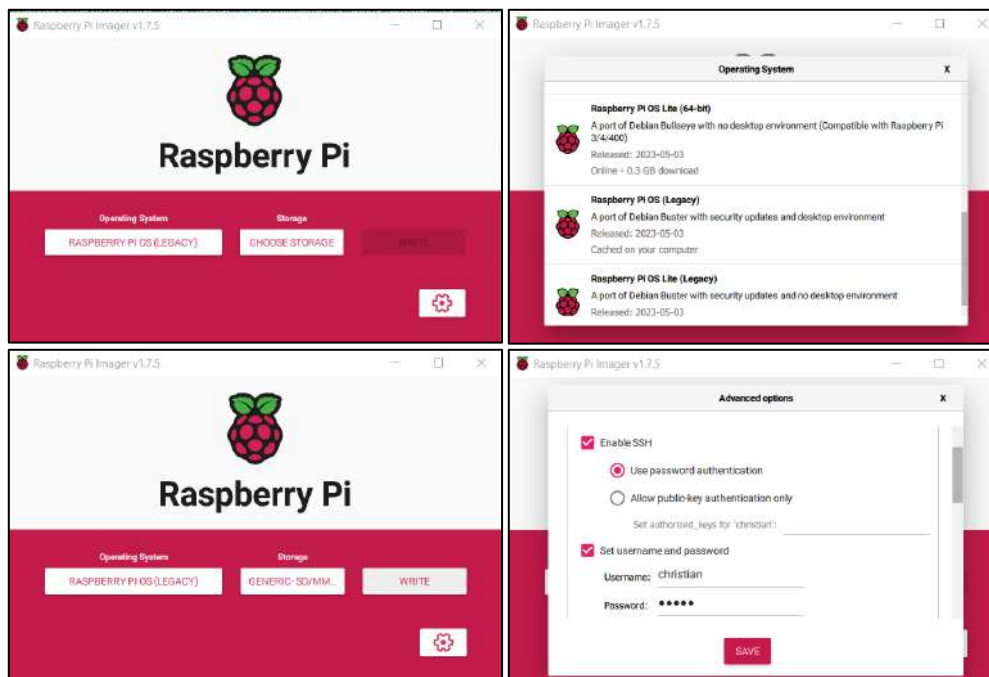 Raspberry Pi Imager v1.7.5
Raspberry Pi
Operating System Storage
RASPBERRY PI OS (LEGACY) CHOOSE STORAGE WRITE
Raspberry Pi Imager v1.7.5
Operating System X
Raspberry Pi OS Lite (64-bit)
A port of Debian Bullseye with no desktop environment (Compatible with Raspberry Pi
3/4/400)
Released: 2023-05-03
Online - 0.3 GB download
Raspberry Pi OS (Legacy)
A port of Debian Buster with security updates and desktop environment
Released: 2023-05-03
Cached on your computer
Raspberry Pi OS Lite (Legacy)
A port of Debian Buster with security updates and no desktop environment
Released: 2023-05-03
Raspberry Pi Imager v1.7.5
Raspberry Pi
Operating System Storage
RASPBERRY PI OS (LEGACY) GENERIC- SD/MM... WRITE
Raspberry Pi Imager v1.7.5
Advanced options X
Enable SSH
Use password authentication
Allow public-key authentication only
Set authorized_keys for 'christian':
Set username and password
Username: christian
Password: •••••
SAVE